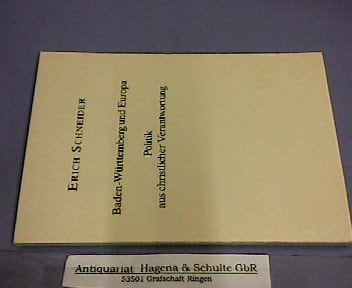 ERICH SCHNEIDER
Baden-Württemberg und Europa
Politik
aus christlicher Verantwortung
Antiquariat Hagena & Schulte GbR
53501 Grafschaft Ringen